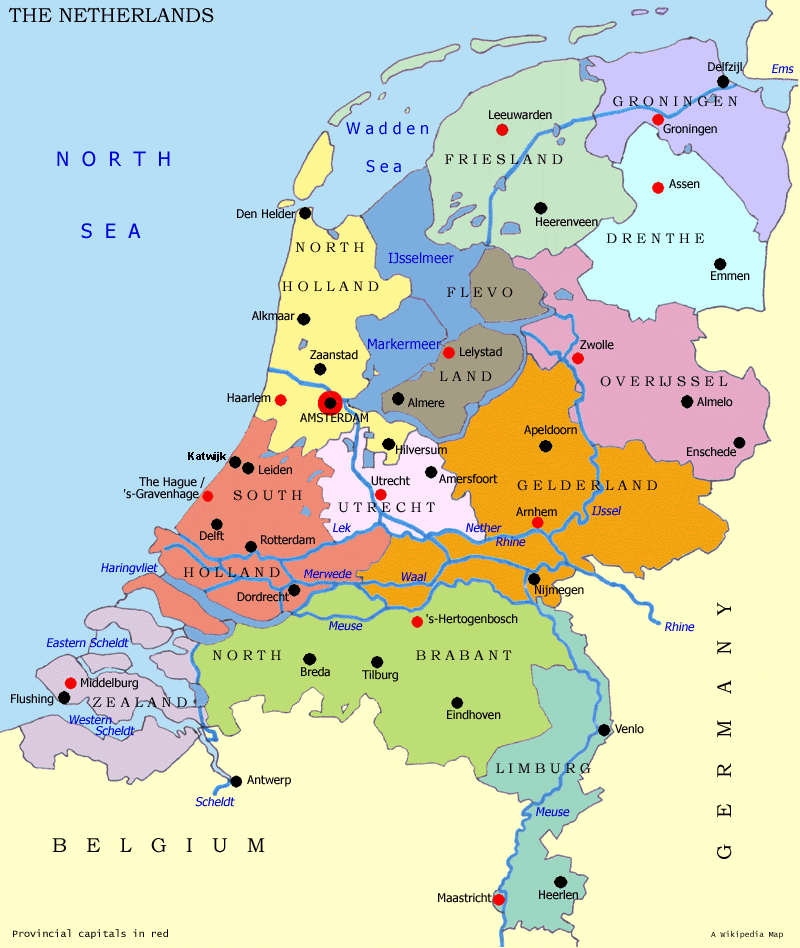 THE NETHERLANDS
Delfzijl
Ems
GRONINGEN
Leeuwarden
Groningen
Wadden
Sea
NORTH
SEA
FRIESLAND
Assen
Den Helder
Heerenveen
DRENTHE
NORTH
HOLLAND
IJsselmeer
Emmen
FLEVO
LAND
Alkmaar
Markermeer
Lelystad
Zwolle
Zaanstad
OVERIJSSEL
Haarlem
Almere
Almelo
AMSTERDAM
Apeldoorn
Hilversum
Enschede
Katwijk
Leiden
Amersfoort
The Hague /
's-Gravenhage
SOUTH
HOLLAND
Utrecht
UTRECHT
GELDERLAND
Arnhem
IJssel
Delft
Lek
Nether
Rhine
Rotterdam
Haringvliet
Merwede
Waal
Dordrecht
Nijmegen
Meuse
's-Hertogenbosch
Rhine
Eastern Scheldt
NORTH
BRABANT
Breda
Tilburg
Middelburg
Flushing
ZEALAND
Western
Scheldt
Eindhoven
Venlo
LIMBURG
Antwerp
Scheldt
Meuse
GERMANY
BELGIUM
Maastricht
Heerlen
Provincial capitals in red
A Wikipedia Map